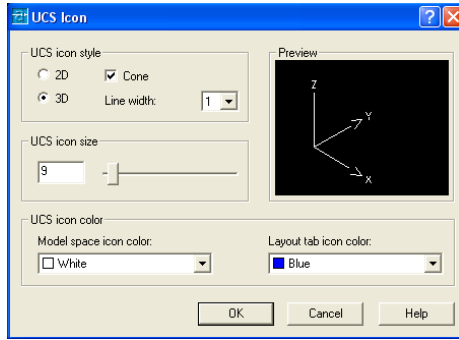 UCS Icon
UCS icon style
2D
Cone
3D
Line width:
1
Preview
Z
Y
X
UCS icon size
9
UCS icon color
Model space icon color:
White
Layout tab icon color:
Blue
OK
Cancel
Help